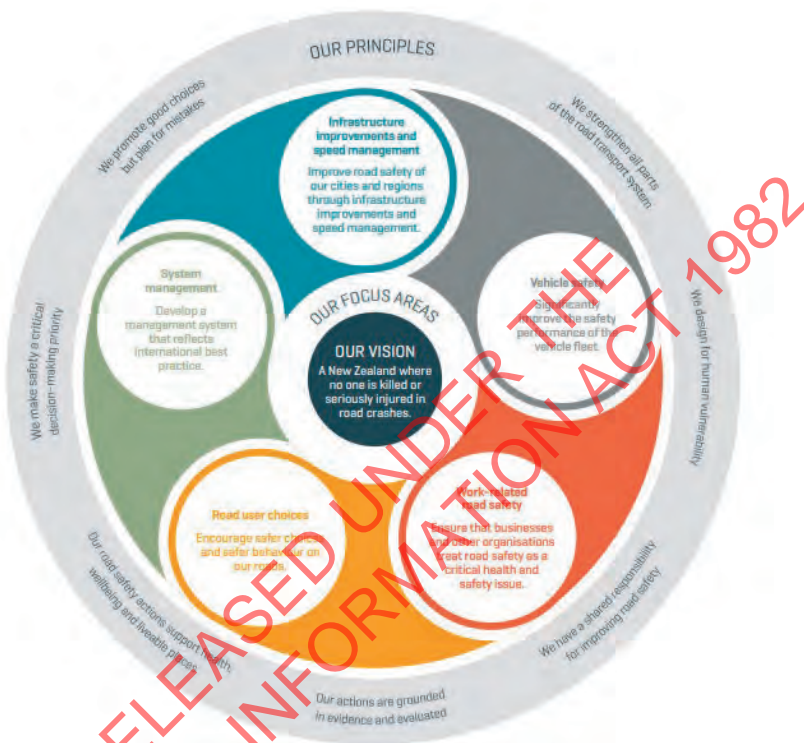 OUR PRINCIPLES
We promote good choices
but plan for mistakes
We strengthen all parts
of the road transport system
We design for human vulnerability
We have a shared responsibility
for improving road safety
Our actions are grounded
in evidence and evaluated
Our road safety actions support health,
wellbeing and liveable places
We make safety a critical
decision-making priority
Infrastructure
improvements and
speed management
Improve road safety of
our cities and regions
through infrastructure
improvements and
speed management.
Vehicle safety
Significantly
improve the safety
performance of the
vehicle fleet.
Work-related
road safety
Ensure that businesses
and other organisations
treat road safety as a
critical health and
safety issue.
Road user choices
Encourage safer choices
and safer behaviour on
our roads.
System
management
Develop a
management system
that reflects
international best
practice.
OUR FOCUS AREAS
OUR VISION
A New Zealand where
no one is killed or
seriously injured in
road crashes.
ELEASED UNDER THE
INFORMATION ACT 1982